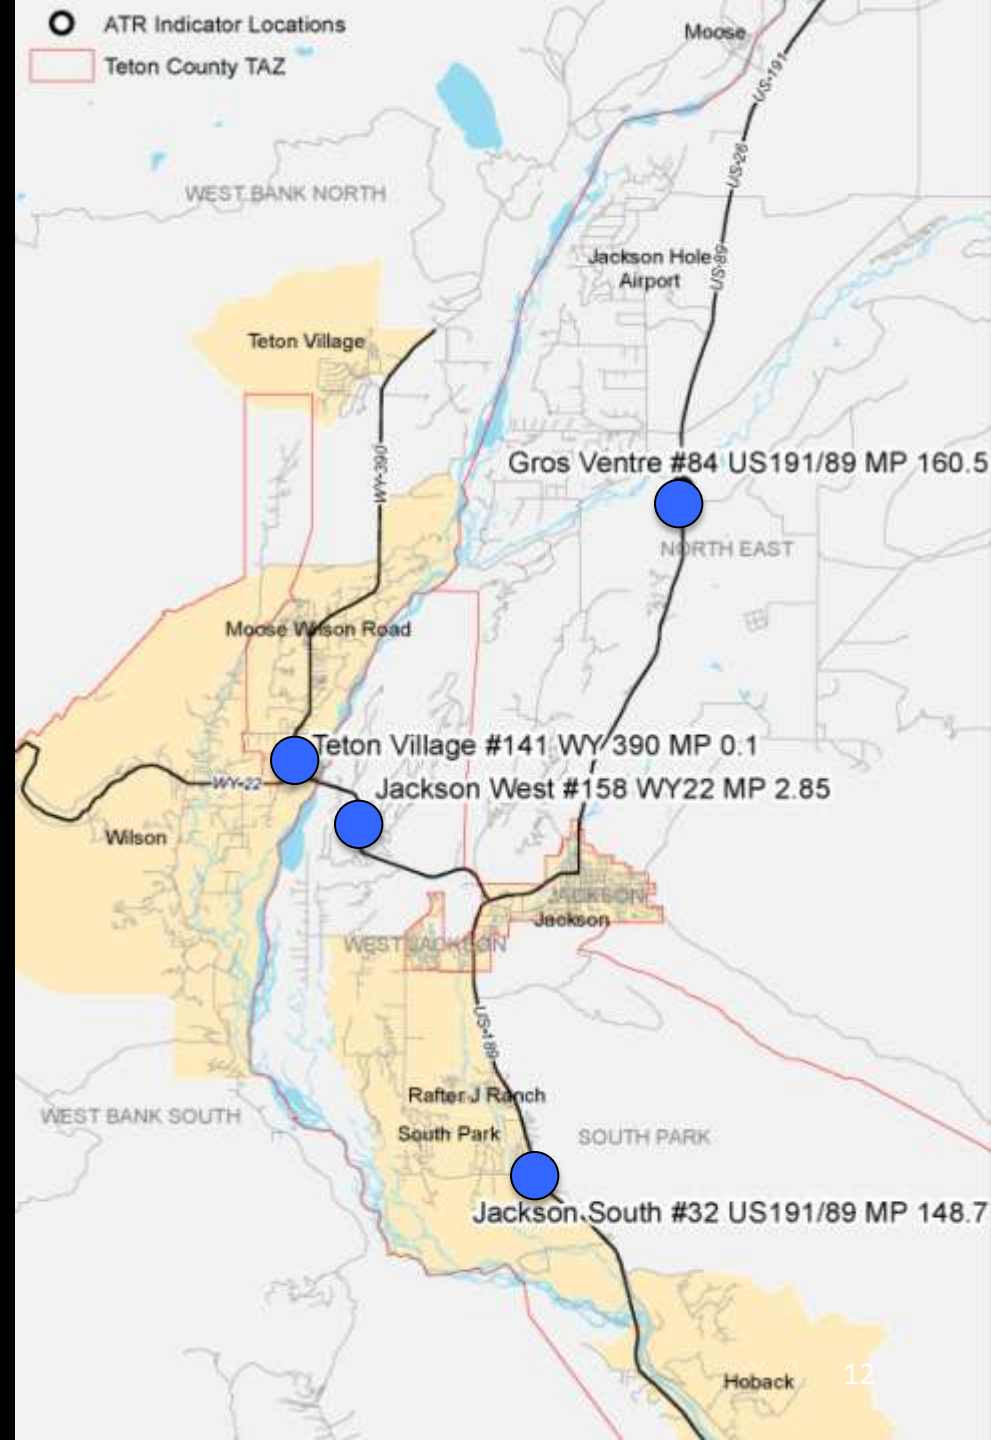 ATR Indicator Locations
Teton County TAZ
Moose
US-191
US-26
WEST BANK NORTH
US-89
Jackson Hole
Airport
Teton Village
WY-390
Gros Ventre #84 US191/89 MP 160.5
NORTH EAST
Moose Wilson Road
Teton Village #141 WY 390 MP 0.1
WY-22
Jackson West #158 WY22 MP 2.85
Wilson
JACKSON
Jackson
WEST JACKSON
US-189
Rafter J Ranch
WEST BANK SOUTH
South Park
SOUTH PARK
Jackson South #32 US191/89 MP 148.7
Hoback
12